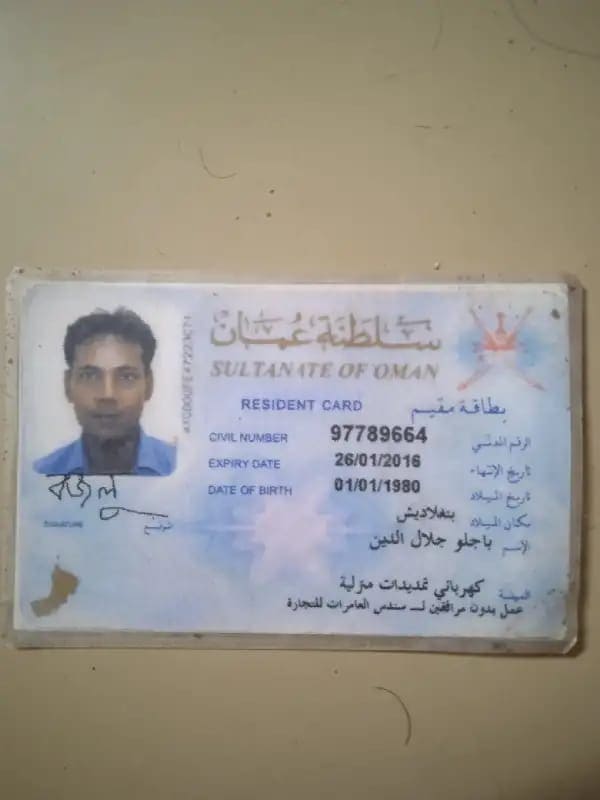 سلطنة عمان
SULTANATE OF OMAN
RESIDENT CARD بطاقة مقيم
CIVIL NUMBER 97789664 الرقم المدني
EXPIRY DATE 26/01/2016 تاريخ الإنتهاء
DATE OF BIRTH 01/01/1980 تاريخ الميلاد
بنغلاديش مكان الميلاد
باجلو جلال الدين الإسم
SIGNATURE التوقيع
كهربائي تمديدات منزلية المهنة
عمل بدون مرافقين لـ سندس العامرات للتجارة